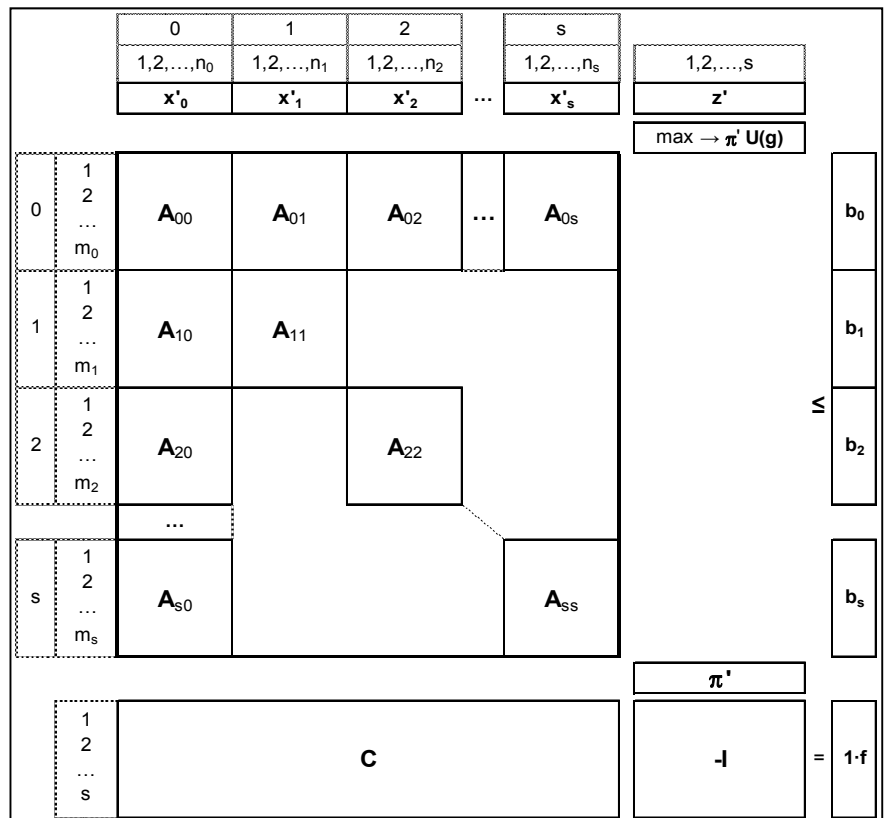 0 1 2 s
1,2,…,n₀ 1,2,…,n₁ 1,2,…,n₂ 1,2,…,nₛ 1,2,…,s
x'₀ x'₁ x'₂ … x'ₛ z'
max → π' U(g)
1
2
0 A₀₀ A₀₁ A₀₂ … A₀ₛ b₀
…
m₀
1
2
1 A₁₀ A₁₁ b₁
…
m₁
≤
1
2
2 A₂₀ A₂₂ b₂
…
m₂
…
1
2
s Aₛ₀ Aₛₛ bₛ
…
mₛ
π'
1
2
C -I = 1·f
…
s